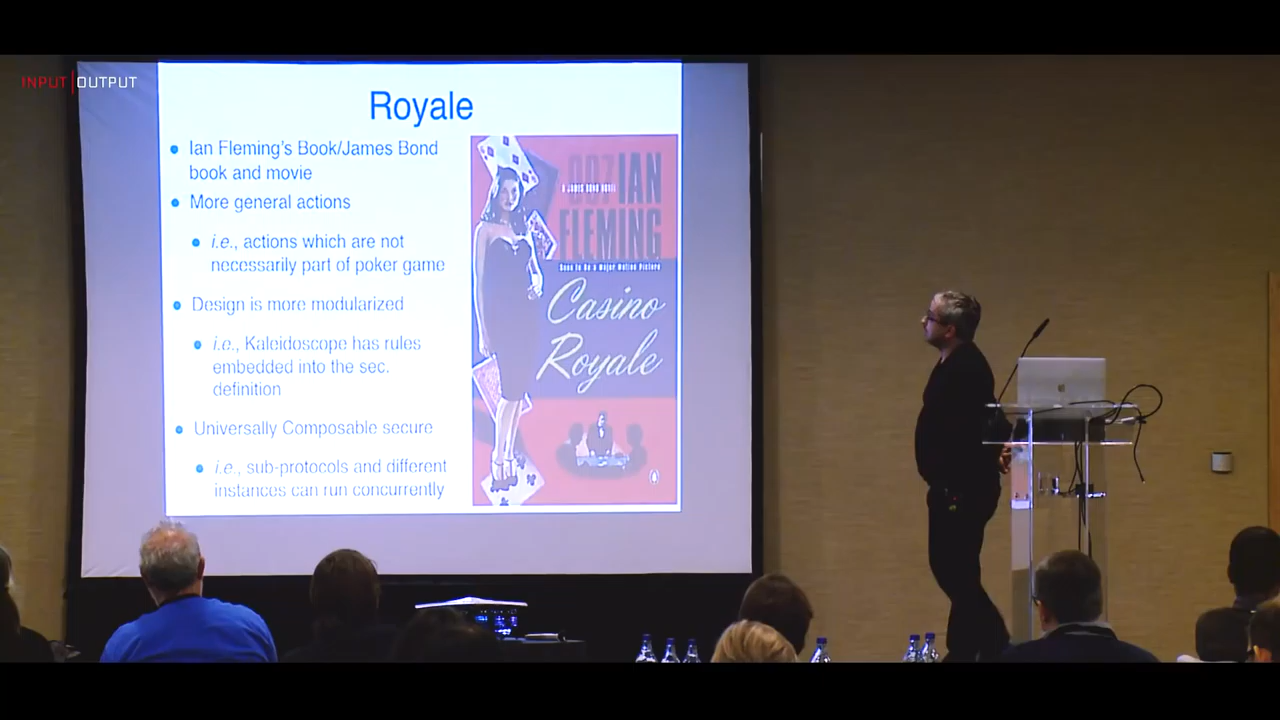 INPUT | OUTPUT
Royale
Ian Fleming's Book/James Bond
book and movie
More general actions
i.e., actions which are not
necessarily part of poker game
Design is more modularized
i.e., Kaleidoscope has rules
embedded into the sec.
definition
Universally Composable secure
i.e., sub-protocols and different
instances can run concurrently
007 IAN
A JAMES BOND NOVEL
FLEMING
Soon to Be a Major Motion Picture
Casino
Royale